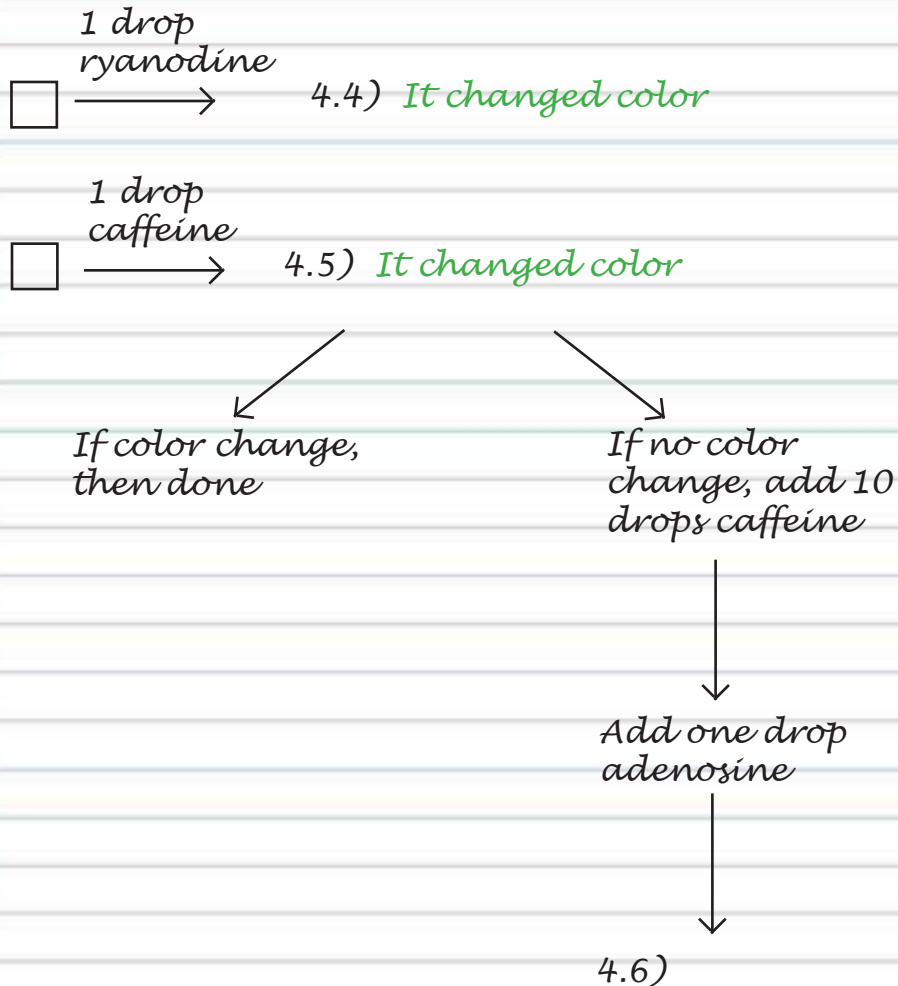 1 drop
ryanodine
4.4) It changed color
1 drop
caffeine
4.5) It changed color
If color change,
then done
If no color
change, add 10
drops caffeine
Add one drop
adenosine
4.6)